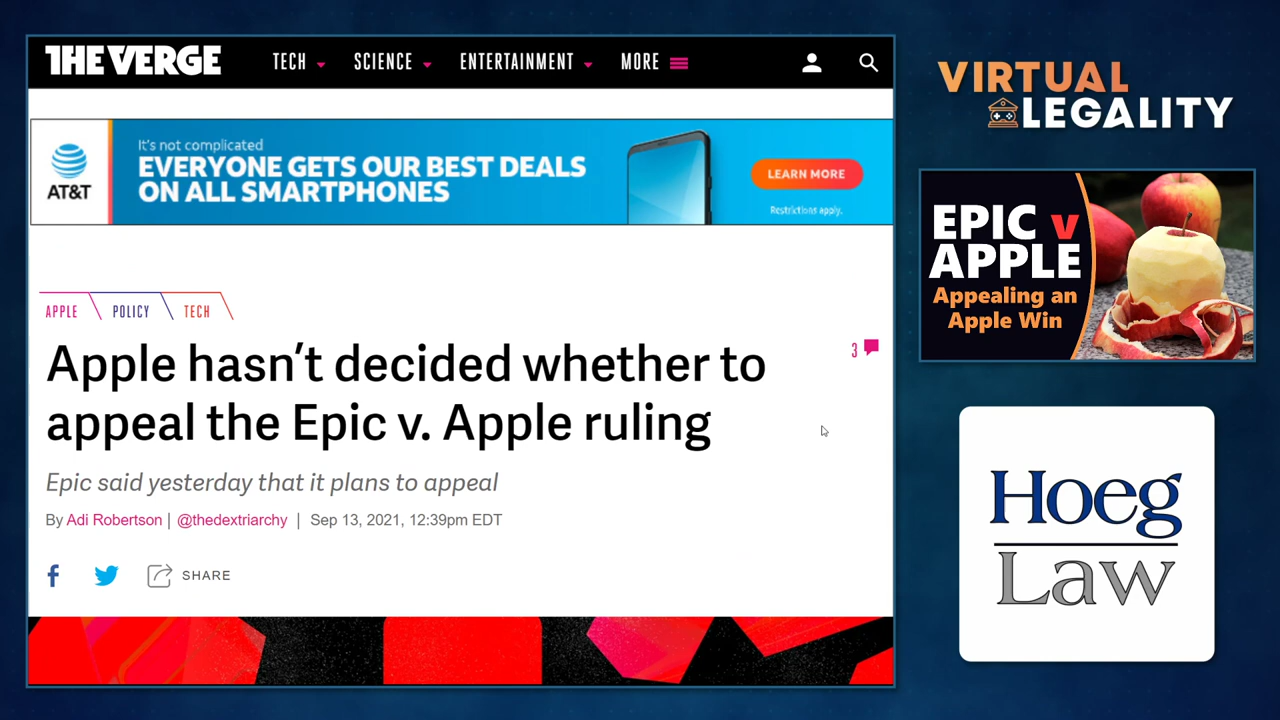 THE VERGE
TECH
SCIENCE
ENTERTAINMENT
MORE
AT&T
It's not complicated
EVERYONE GETS OUR BEST DEALS
ON ALL SMARTPHONES
LEARN MORE
Restrictions apply.
APPLE
POLICY
TECH
Apple hasn't decided whether to
appeal the Epic v. Apple ruling
3
Epic said yesterday that it plans to appeal
By Adi Robertson | @thedextriarchy | Sep 13, 2021, 12:39pm EDT
SHARE
VIRTUAL
LEGALITY
EPIC v
APPLE
Appealing an
Apple Win
Hoeg
Law